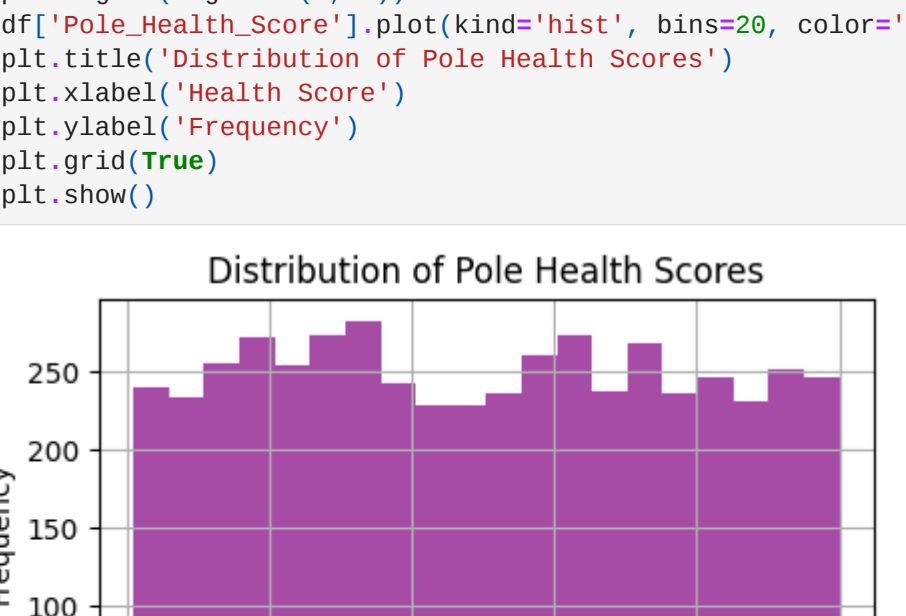 df['Pole_Health_Score'].plot(kind='hist', bins=20, color='
plt.title('Distribution of Pole Health Scores')
plt.xlabel('Health Score')
plt.ylabel('Frequency')
plt.grid(True)
plt.show()
Distribution of Pole Health Scores
250
200
150
100